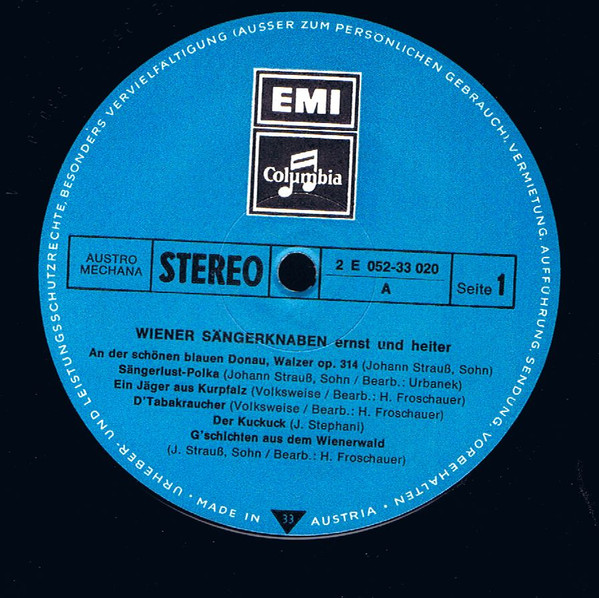 URHEBER- UND LEISTUNGSSCHUTZRECHTE, BESONDERS VERVIELFÄLTIGUNG (AUSSER ZUM PERSÖNLICHEN GEBRAUCH), VERMIETUNG, AUFFÜHRUNG, SENDUNG, VORBEHALTEN · MADE IN 33 AUSTRIA ·
EMI
Columbia
AUSTRO
MECHANA
STEREO
2 E 052-33 020
A
Seite 1
WIENER SÄNGERKNABEN ernst und heiter
An der schönen blauen Donau, Walzer op. 314 (Johann Strauß, Sohn)
Sängerlust-Polka (Johann Strauß, Sohn / Bearb.: Urbanek)
Ein Jäger aus Kurpfalz (Volksweise / Bearb.: H. Froschauer)
D'Tabakraucher (Volksweise / Bearb.: H. Froschauer)
Der Kuckuck (J. Stephani)
G'schichten aus dem Wienerwald
(J. Strauß, Sohn / Bearb.: H. Froschauer)